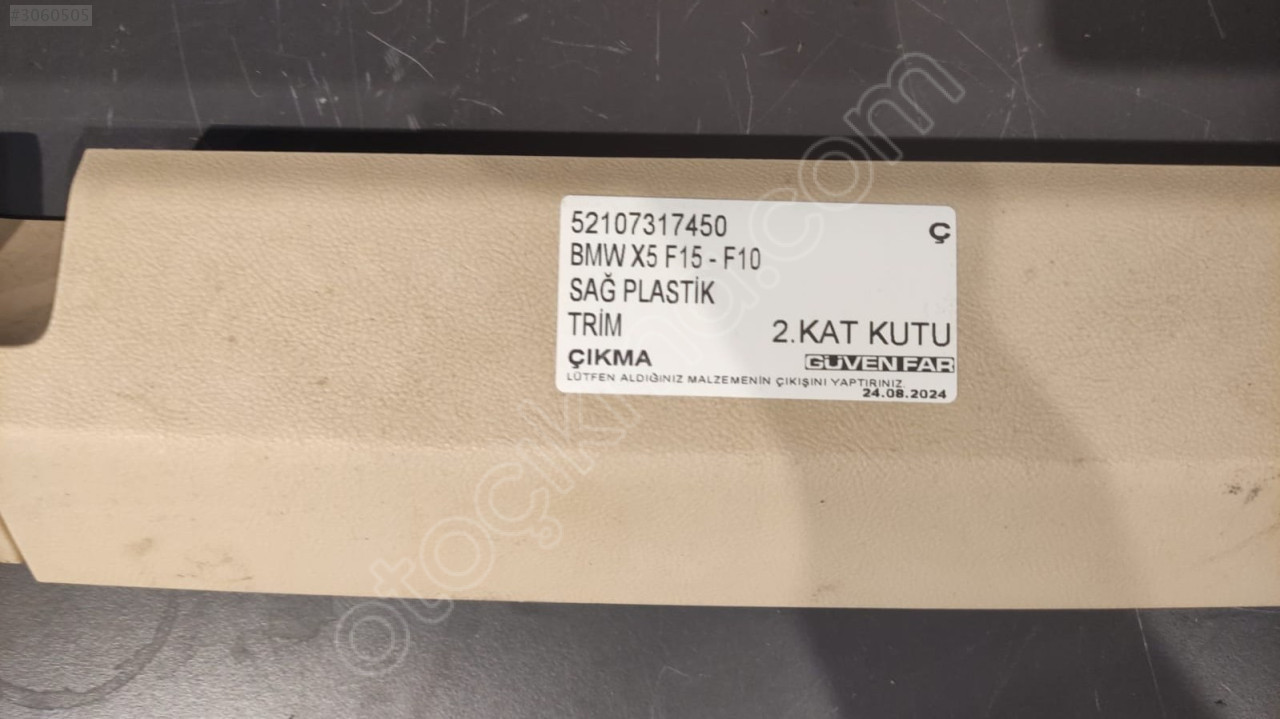 #3060505
52107317450
Ç
BMW X5 F15 - F10
SAĞ PLASTİK
TRİM
2.KAT KUTU
ÇIKMA
GÜVEN FAR
LÜTFEN ALDIĞINIZ MALZEMENİN ÇIKIŞINI YAPTIRINIZ.
24.08.2024
otoçıkma.com